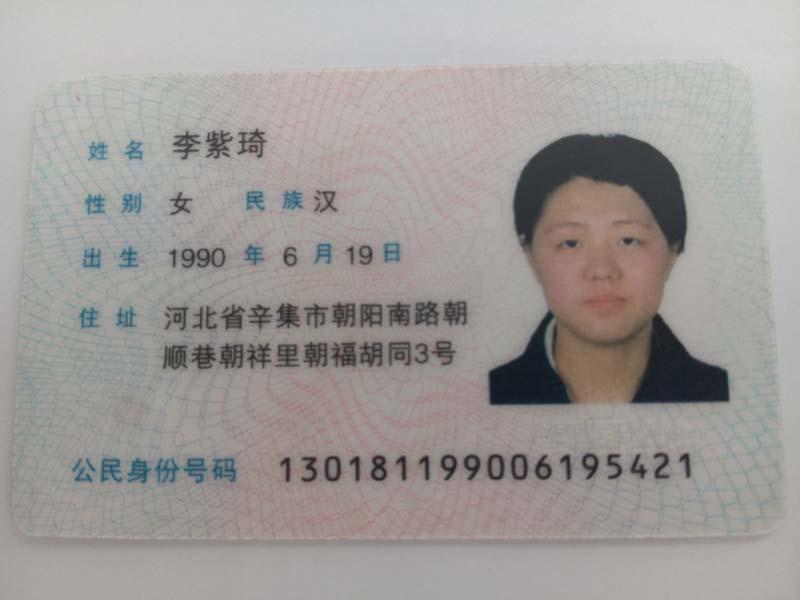 姓名 李紫琦
性别 女 民族 汉
出生 1990 年 6 月 19 日
住址 河北省辛集市朝阳南路朝
顺巷朝祥里朝福胡同3号
公民身份号码 130181199006195421